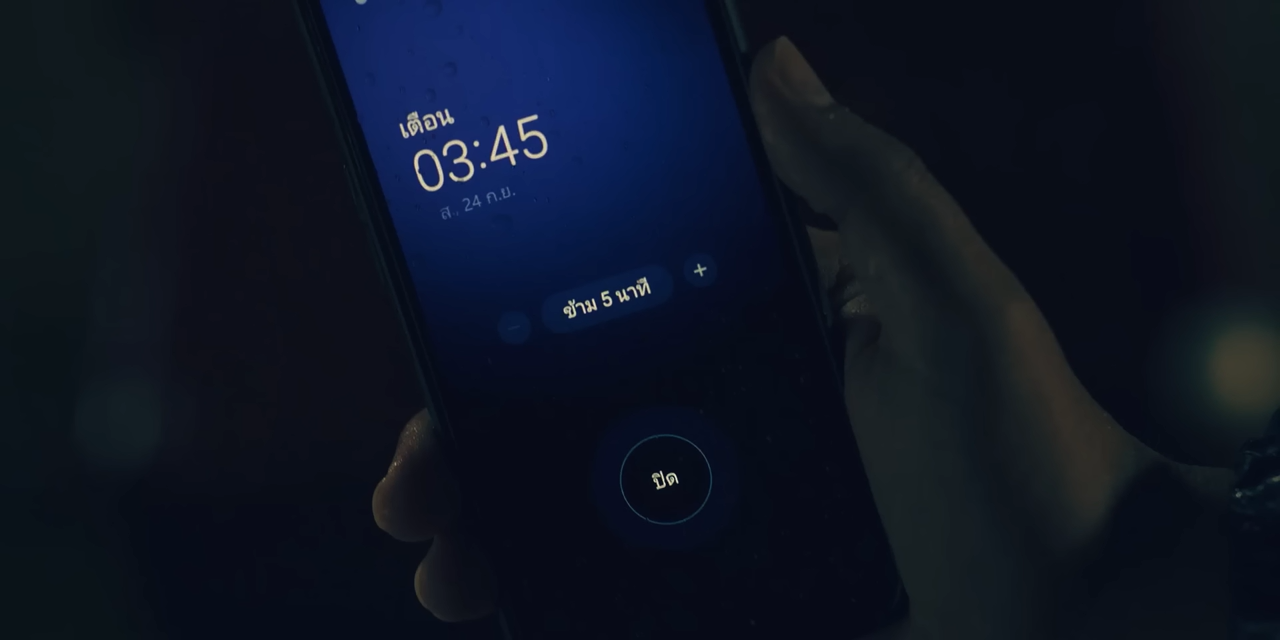 เตือน
03:45
ส., 24 ก.ย.
ข้าม 5 นาที
+
ปิด